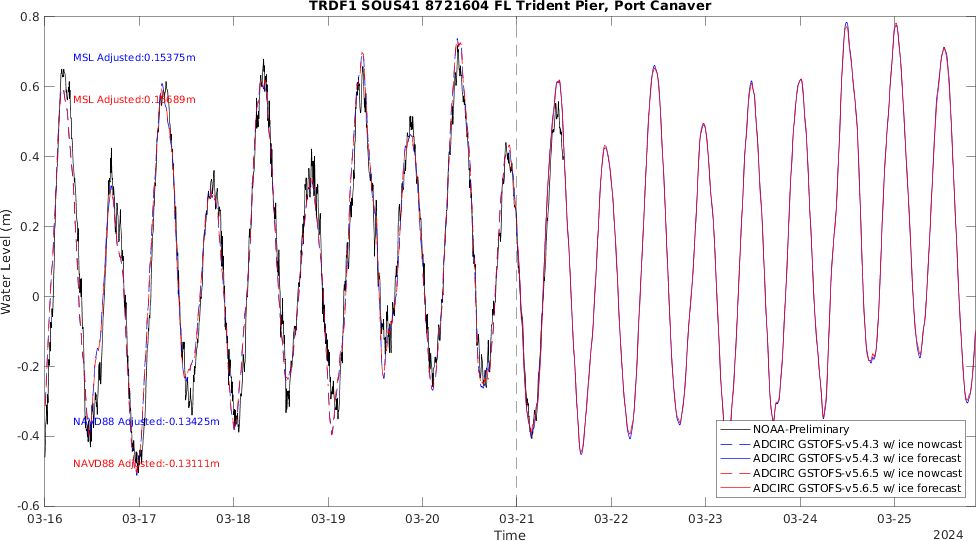 TRDF1 SOUS41 8721604 FL Trident Pier, Port Canaver
0.8
0.6
0.4
0.2
0
-0.2
-0.4
-0.6
Water Level (m)
MSL Adjusted:0.15375m
MSL Adjusted:0.15689m
NAVD88 Adjusted:-0.13425m
NAVD88 Adjusted:-0.13111m
NOAA-Preliminary
ADCIRC GSTOFS-v5.4.3 w/ ice nowcast
ADCIRC GSTOFS-v5.4.3 w/ ice forecast
ADCIRC GSTOFS-v5.6.5 w/ ice nowcast
ADCIRC GSTOFS-v5.6.5 w/ ice forecast
03-16 03-17 03-18 03-19 03-20 03-21 03-22 03-23 03-24 03-25
Time
2024